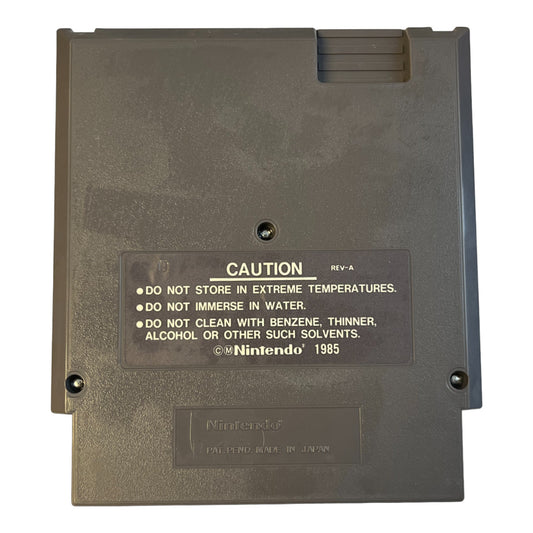 CAUTION REV-A
●DO NOT STORE IN EXTREME TEMPERATURES.
●DO NOT IMMERSE IN WATER.
●DO NOT CLEAN WITH BENZENE, THINNER,
ALCOHOL OR OTHER SUCH SOLVENTS.
©ⓂNintendo® 1985
Nintendo®
PAT. PEND. MADE IN JAPAN